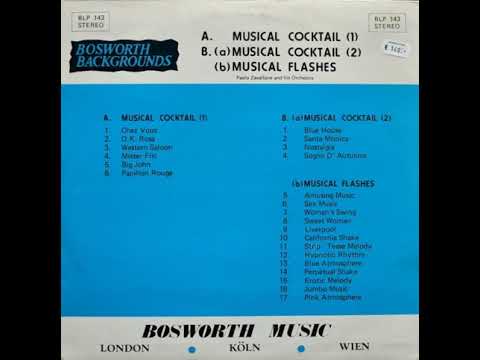 BLP 143
STEREO
BLP 143
STEREO
A. MUSICAL COCKTAIL (1)
B. (a) MUSICAL COCKTAIL (2)
(b) MUSICAL FLASHES
Paolo Zavallone and his Orchestra
BOSWORTH
BACKGROUNDS
A. MUSICAL COCKTAIL (1)
1. Chez Vous
2. O.K. Rosa
3. Western Saloon
4. Mister Friz
5. Big John
6. Papillon Rouge
B. (a) MUSICAL COCKTAIL (2)
1. Blue House
2. Santa Monica
3. Nostalgia
4. Sogno D' Autunno
(b) MUSICAL FLASHES
5. Amusing Music
6. Sex Music
7. Woman's Swing
8. Sweet Woman
9. Liverpool
10 California Shake
11 Strip - Tease Melody
12 Hypnotic Rhythm
13 Blue Atmosphere
14 Perpetual Shake
15 Erotic Melody
16 Jumbo Music
17 Pink Atmosphere
BOSWORTH MUSIC
LONDON • KÖLN • WIEN